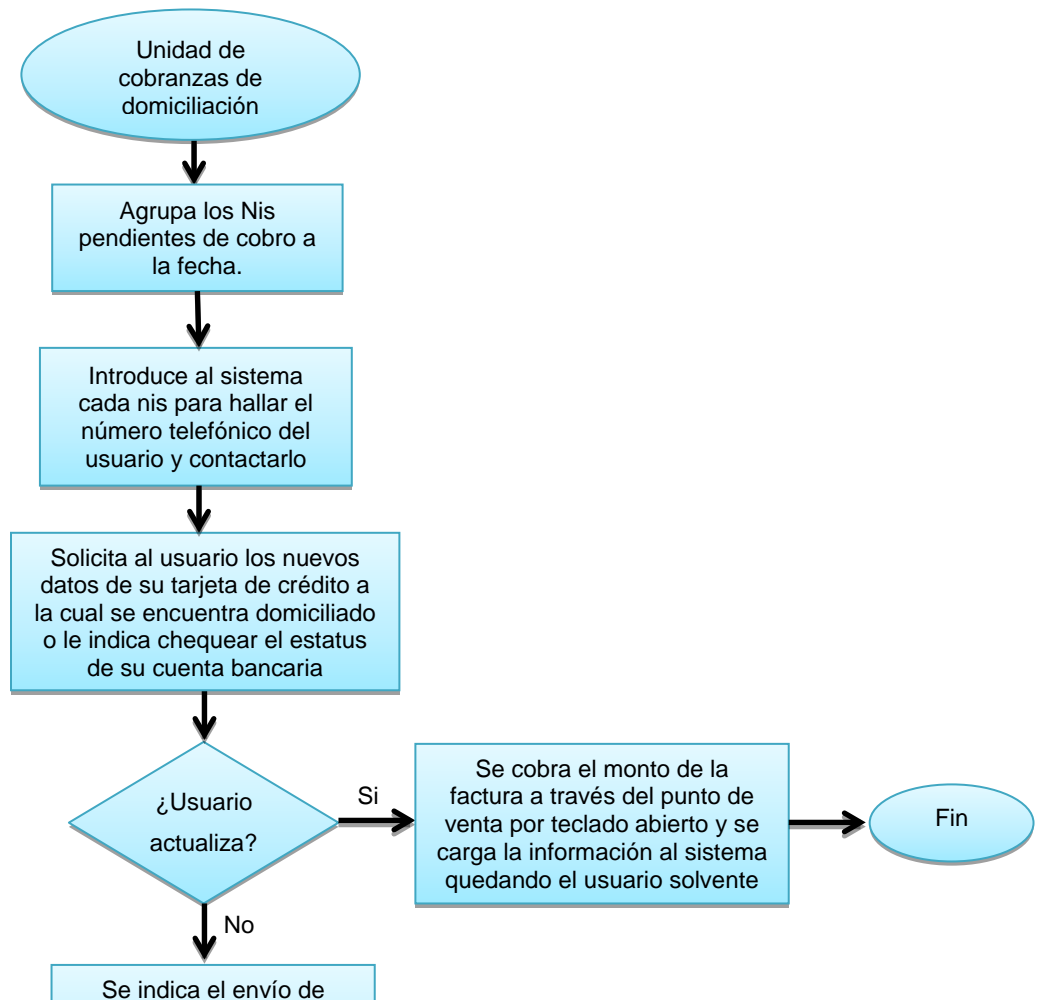 Unidad de
cobranzas de
domiciliación
Agrupa los Nis
pendientes de cobro a
la fecha.
Introduce al sistema
cada nis para hallar el
número telefónico del
usuario y contactarlo
Solicita al usuario los nuevos
datos de su tarjeta de crédito a
la cual se encuentra domiciliado
o le indica chequear el estatus
de su cuenta bancaria
¿Usuario
actualiza?
Si
Se cobra el monto de la
factura a través del punto de
venta por teclado abierto y se
carga la información al sistema
quedando el usuario solvente
Fin
No
Se indica el envío de